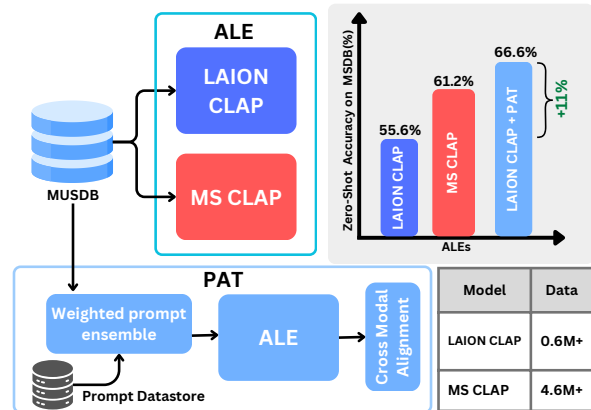 ALE
LAION
CLAP
MS CLAP
MUSDB
Zero-Shot Accuracy on MSDB(%)
55.6%
61.2%
66.6%
LAION CLAP
MS CLAP
LAION CLAP + PAT
+11%
ALEs
PAT
Weighted prompt
ensemble
ALE
Cross Modal
Alignment
Prompt Datastore
Model Data
LAION CLAP 0.6M+
MS CLAP 4.6M+